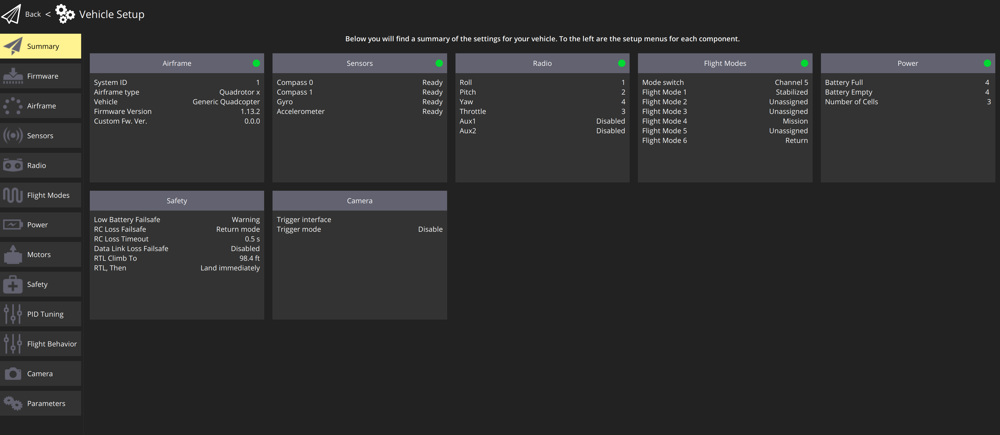 Back < Vehicle Setup
Below you will find a summary of the settings for your vehicle. To the left are the setup menus for each component.
Summary
Firmware
Airframe
Sensors
Radio
Flight Modes
Power
Motors
Safety
PID Tuning
Flight Behavior
Camera
Parameters
Airframe
System ID 1
Airframe type Quadrotor x
Vehicle Generic Quadcopter
Firmware Version 1.13.2
Custom Fw. Ver. 0.0.0
Sensors
Compass 0 Ready
Compass 1 Ready
Gyro Ready
Accelerometer Ready
Radio
Roll 1
Pitch 2
Yaw 4
Throttle 3
Aux1 Disabled
Aux2 Disabled
Flight Modes
Mode switch Channel 5
Flight Mode 1 Stabilized
Flight Mode 2 Unassigned
Flight Mode 3 Unassigned
Flight Mode 4 Mission
Flight Mode 5 Unassigned
Flight Mode 6 Return
Power
Battery Full 4
Battery Empty 4
Number of Cells 3
Safety
Low Battery Failsafe Warning
RC Loss Failsafe Return mode
RC Loss Timeout 0.5 s
Data Link Loss Failsafe Disabled
RTL Climb To 98.4 ft
RTL, Then Land immediately
Camera
Trigger interface
Trigger mode Disable